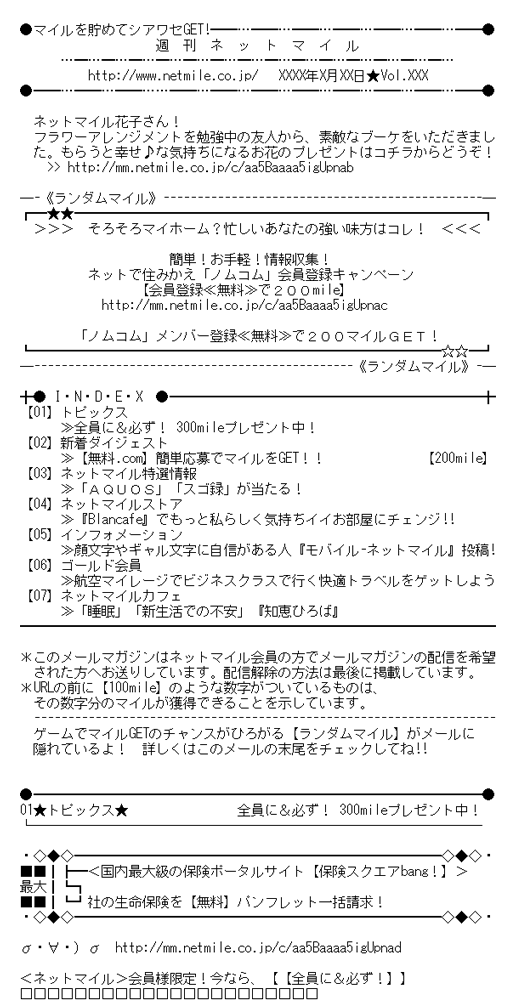 ●マイルを貯めてシアワセGET!━━…━…━━…━…━━…━…━━●
週 刊 ネ ッ ト マ イ ル
http://www.netmile.co.jp/ XXXX年X月XX日★Vol.XXX
●━━…━…━━…━…━━…━…━━…━…━━●
ネットマイル花子さん！
フラワーアレンジメントを勉強中の友人から、素敵なブーケをいただきまし
た。もらうと幸せ♪な気持ちになるお花のプレゼントはコチラからどうぞ！
>> http://mm.netmile.co.jp/c/aa5Baaaa5igUpnab
―-《ランダムマイル》-----------------------------------------------―
┏━★★━━━━━━━━━━━━━━━━━━━━━━━━━┓
＞＞＞ そろそろマイホーム？忙しいあなたの強い味方はコレ！ ＜＜＜
簡単！お手軽！情報収集！
ネットで住みかえ「ノムコム」会員登録キャンペーン
【会員登録≪無料≫で２００mile】
http://mm.netmile.co.jp/c/aa5Baaaa5igUpnac
「ノムコム」メンバー登録≪無料≫で２００マイルＧＥＴ！
┗━━━━━━━━━━━━━━━━━━━━━━━━━☆☆━┛
―-----------------------------------------------《ランダムマイル》-―
╋● I・N・D・E・X ●━━━━━━━━━━━━━━━━━━━╋
【01】トピックス
≫全員に＆必ず！ 300mileプレゼント中！
【02】新着ダイジェスト
≫【無料.com】簡単応募でマイルをGET！！ 【200mile】
【03】ネットマイル特選情報
≫「ＡＱＵＯＳ」「スゴ録」が当たる！
【04】ネットマイルストア
≫『Blancafe』でもっと私らしく気持ちイイお部屋にチェンジ!!
【05】インフォメーション
≫顔文字やギャル文字に自信がある人『モバイル-ネットマイル』投稿!
【06】ゴールド会員
≫航空マイレージでビジネスクラスで行く快適トラベルをゲットしよう
【07】ネットマイルカフェ
≫「睡眠」「新生活での不安」『知恵ひろば』
＊このメールマガジンはネットマイル会員の方でメールマガジンの配信を希望
された方へお送りしています。配信解除の方法は最後に掲載しています。
＊URLの前に【100mile】のような数字がついているものは、
その数字分のマイルが獲得できることを示しています。
----------------------------------------------------------------
ゲームでマイルGETのチャンスがひろがる【ランダムマイル】がメールに
隠れているよ！ 詳しくはこのメールの末尾をチェックしてね!!
●━━━━━━━━━━━━━━━━━━━━━━━━━━━━━●
01★トピックス★ 全員に＆必ず！ 300mileプレゼント中！
・◇◆◇━━━━━━━━━━━━━━━━━━━━━━━◇◆◇・
■■┃┣━＜国内最大級の保険ポータルサイト【保険スクエアbang！】＞
最大┃┗┓
■■┃┗┛社の生命保険を【無料】パンフレット一括請求！
・◇◆◇━━━━━━━━━━━━━━━━━━━━━━━◇◆◇・
σ・∀・）σ http://mm.netmile.co.jp/c/aa5Baaaa5igUpnad
＜ネットマイル＞会員様限定！今なら、【【全員に＆必ず！】】
□□□□□□□□□□□□□□□□□□□□□□